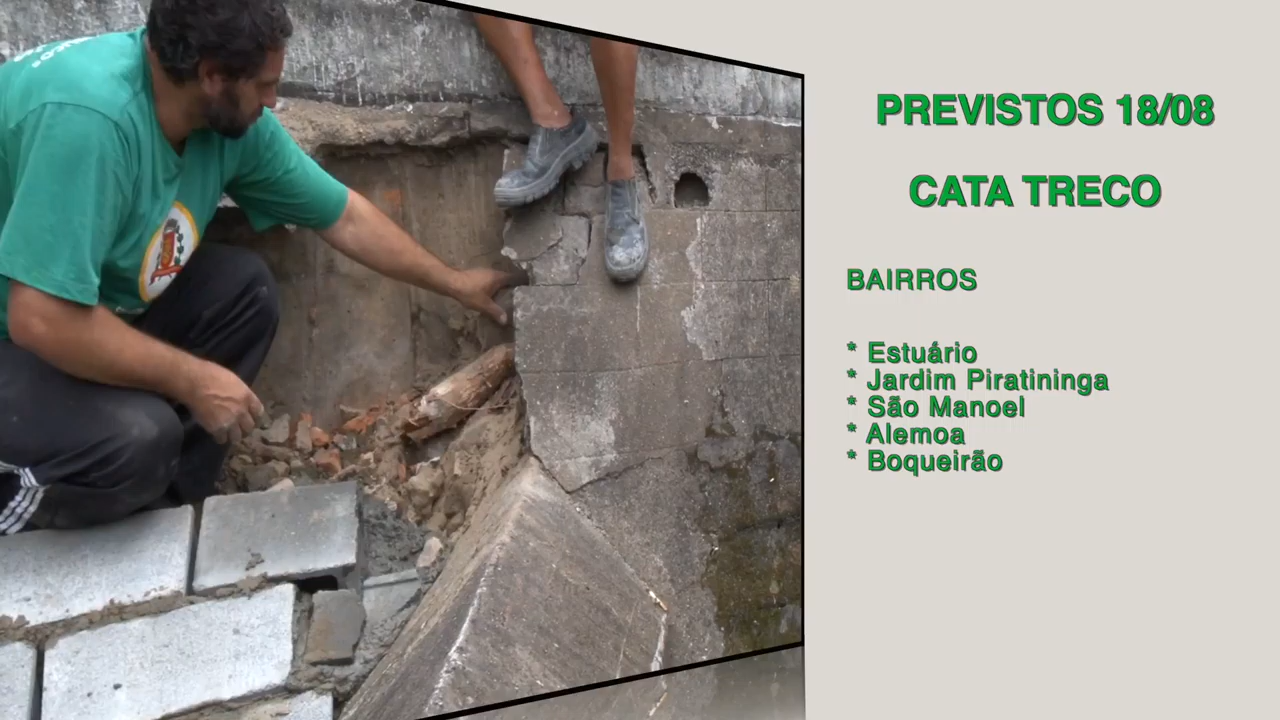 PREVISTOS 18/08
CATA TRECO
BAIRROS
* Estuário
* Jardim Piratininga
* São Manoel
* Alemoa
* Boqueirão